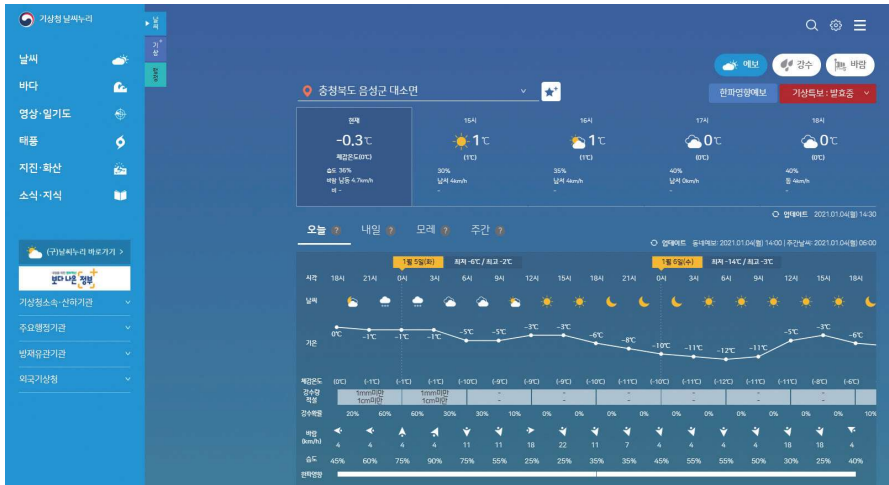 기상청 날씨누리
날씨
바다
영상·일기도
태풍
지진·화산
소식·지식
(구)날씨누리 바로가기 >
보다 나은 정부
기상청소속·산하기관
주요행정기관
방재유관기관
외국기상청
날씨
예보
강수
바람
충청북도 음성군 대소면
한파영향예보
기상특보 : 발효중
현재
-0.3℃
체감온도(0℃)
습도 36%
바람 남동 4.7km/h
비 -
15시
1℃
(1℃)
30%
남서 4km/h
16시
1℃
(1℃)
35%
남서 4km/h
17시
0℃
(0℃)
40%
남서 0km/h
18시
0℃
(0℃)
40%
동 4km/h
업데이트 2021.01.04(월) 14:30
오늘 ? 내일 ? 모레 ? 주간 ?
업데이트 동네예보: 2021.01.04(월) 14:00 | 주간날씨: 2021.01.04(월) 06:00
1월 5일(화) 최저 -6℃ / 최고 -2℃ 1월 6일(수) 최저 -14℃ / 최고 -3℃
시각 18시 21시 0시 3시 6시 9시 12시 15시 18시 21시 0시 3시 6시 9시 12시 15시 18시
날씨
기온 0℃ -1℃ -1℃ -1℃ -5℃ -5℃ -3℃ -3℃ -6℃ -8℃ -10℃ -11℃ -12℃ -11℃ -5℃ -3℃ -6℃
체감온도 (0℃) (-1℃) (-1℃) (-1℃) (-10℃) (-9℃) (-9℃) (-9℃) (-10℃) (-11℃) (-10℃) (-11℃) (-12℃) (-11℃) (-11℃) (-8℃) (-6℃)
강수량 1mm미만 1mm미만 - - - - - -
적설 1cm미만 1cm미만 - - - - - -
강수확률 20% 60% 60% 30% 30% 10% 0% 0% 0% 0% 0% 0% 0% 0% 0% 0% 10%
바람
(km/h) 4 4 4 4 11 11 18 22 11 7 4 4 4 4 18 18 4
습도 45% 60% 75% 90% 75% 55% 25% 25% 35% 35% 45% 55% 55% 50% 30% 25% 40%
한파영향